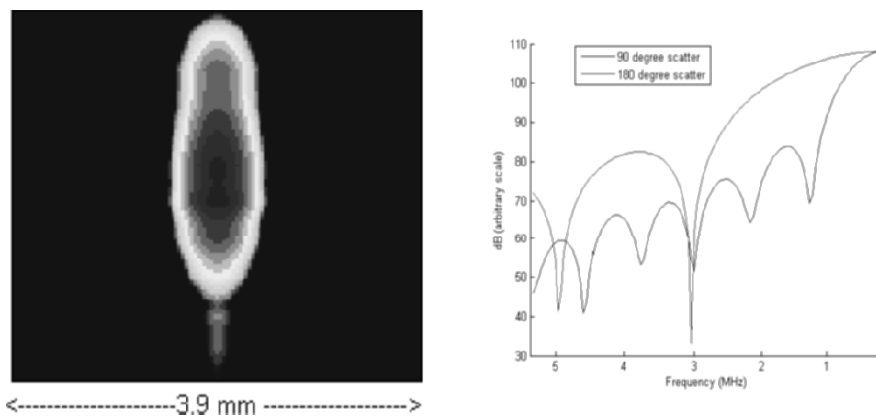 <--------------------3.9 mm ------------------>
90 degree scatter
180 degree scatter
110
100
90
80
70
60
50
40
30
dB (arbitrary scale)
5 4 3 2 1
Frequency (MHz)